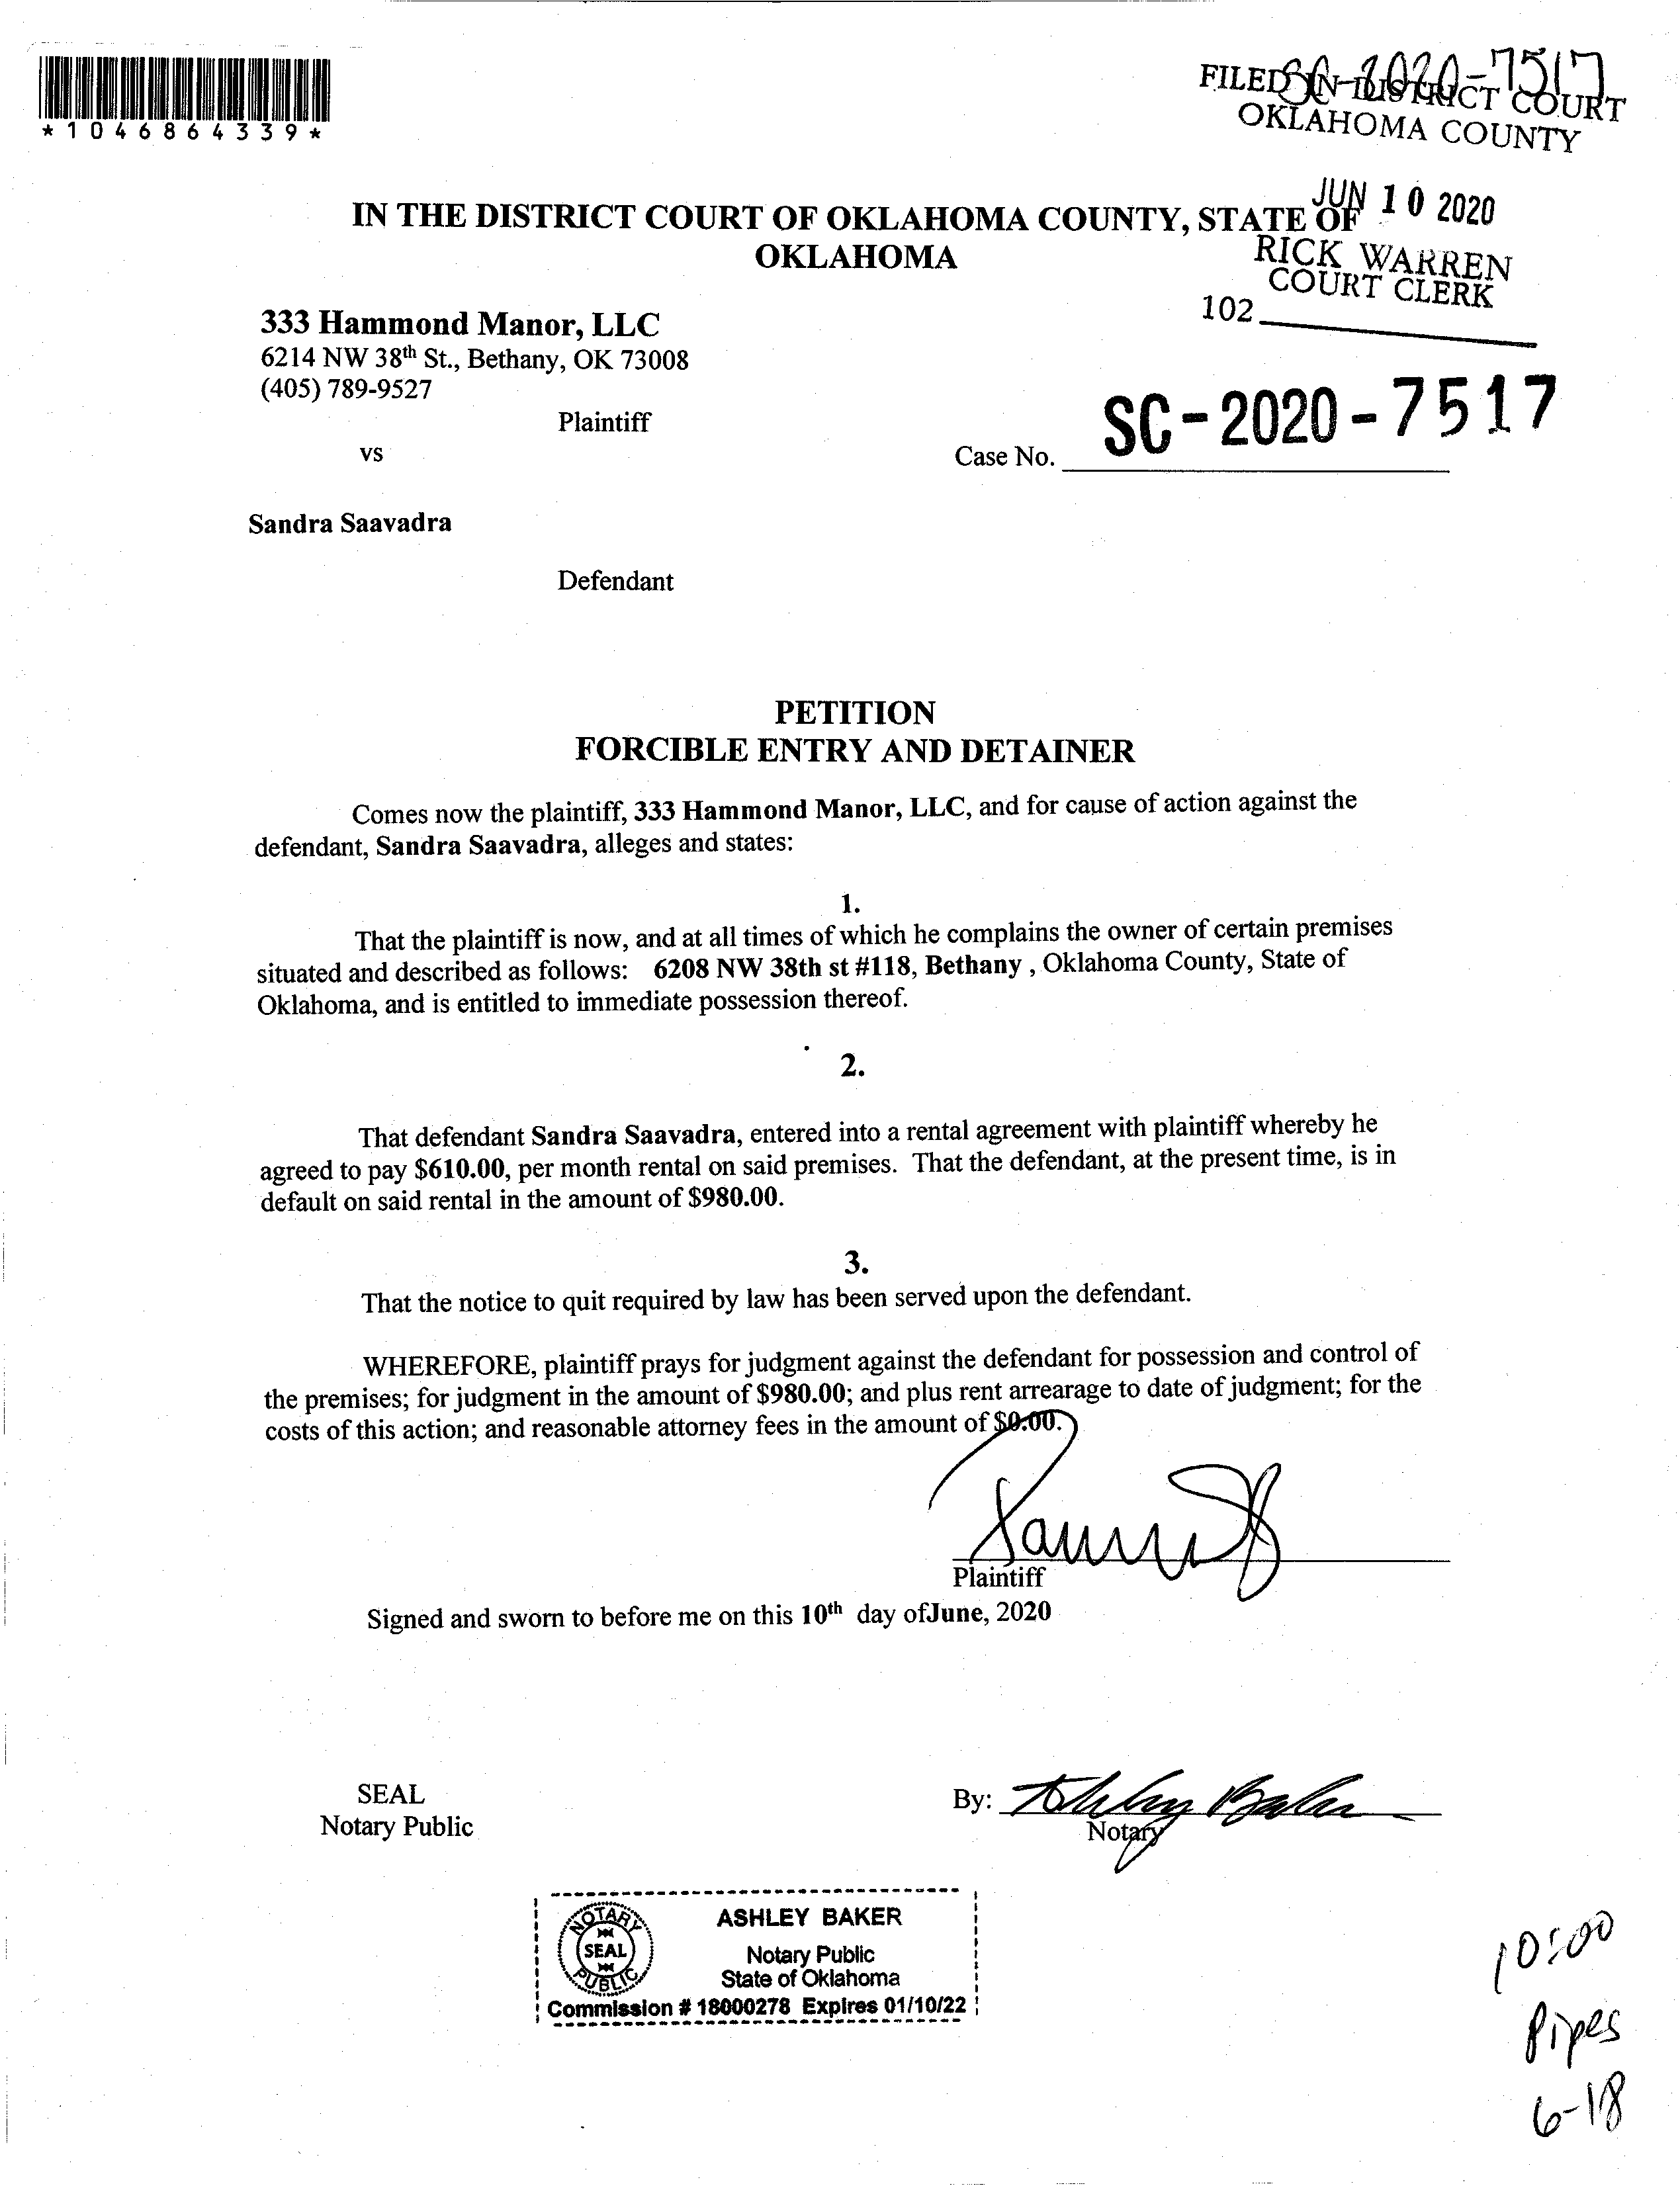 *1046864339*
SC-2020-7517
FILED IN DISTRICT COURT
OKLAHOMA COUNTY
JUN 10 2020
RICK WARREN
COURT CLERK
102
IN THE DISTRICT COURT OF OKLAHOMA COUNTY, STATE OF
OKLAHOMA
333 Hammond Manor, LLC
6214 NW 38th St., Bethany, OK 73008
(405) 789-9527
Plaintiff
vs
Case No. SC-2020-7517
Sandra Saavadra
Defendant
PETITION
FORCIBLE ENTRY AND DETAINER
Comes now the plaintiff, 333 Hammond Manor, LLC, and for cause of action against the
defendant, Sandra Saavadra, alleges and states:
1.
That the plaintiff is now, and at all times of which he complains the owner of certain premises
situated and described as follows: 6208 NW 38th st #118, Bethany , Oklahoma County, State of
Oklahoma, and is entitled to immediate possession thereof.
2.
That defendant Sandra Saavadra, entered into a rental agreement with plaintiff whereby he
agreed to pay $610.00, per month rental on said premises. That the defendant, at the present time, is in
default on said rental in the amount of $980.00.
3.
That the notice to quit required by law has been served upon the defendant.
WHEREFORE, plaintiff prays for judgment against the defendant for possession and control of
the premises; for judgment in the amount of $980.00; and plus rent arrearage to date of judgment; for the
costs of this action; and reasonable attorney fees in the amount of $0.00.
Plaintiff
Signed and sworn to before me on this 10th day ofJune, 2020
SEAL
Notary Public
By: Ashley Baker
Notary
NOTARY
SEAL
PUBLIC
ASHLEY BAKER
Notary Public
State of Oklahoma
Commission # 18000278 Expires 01/10/22
10:00
Pipes
6-18